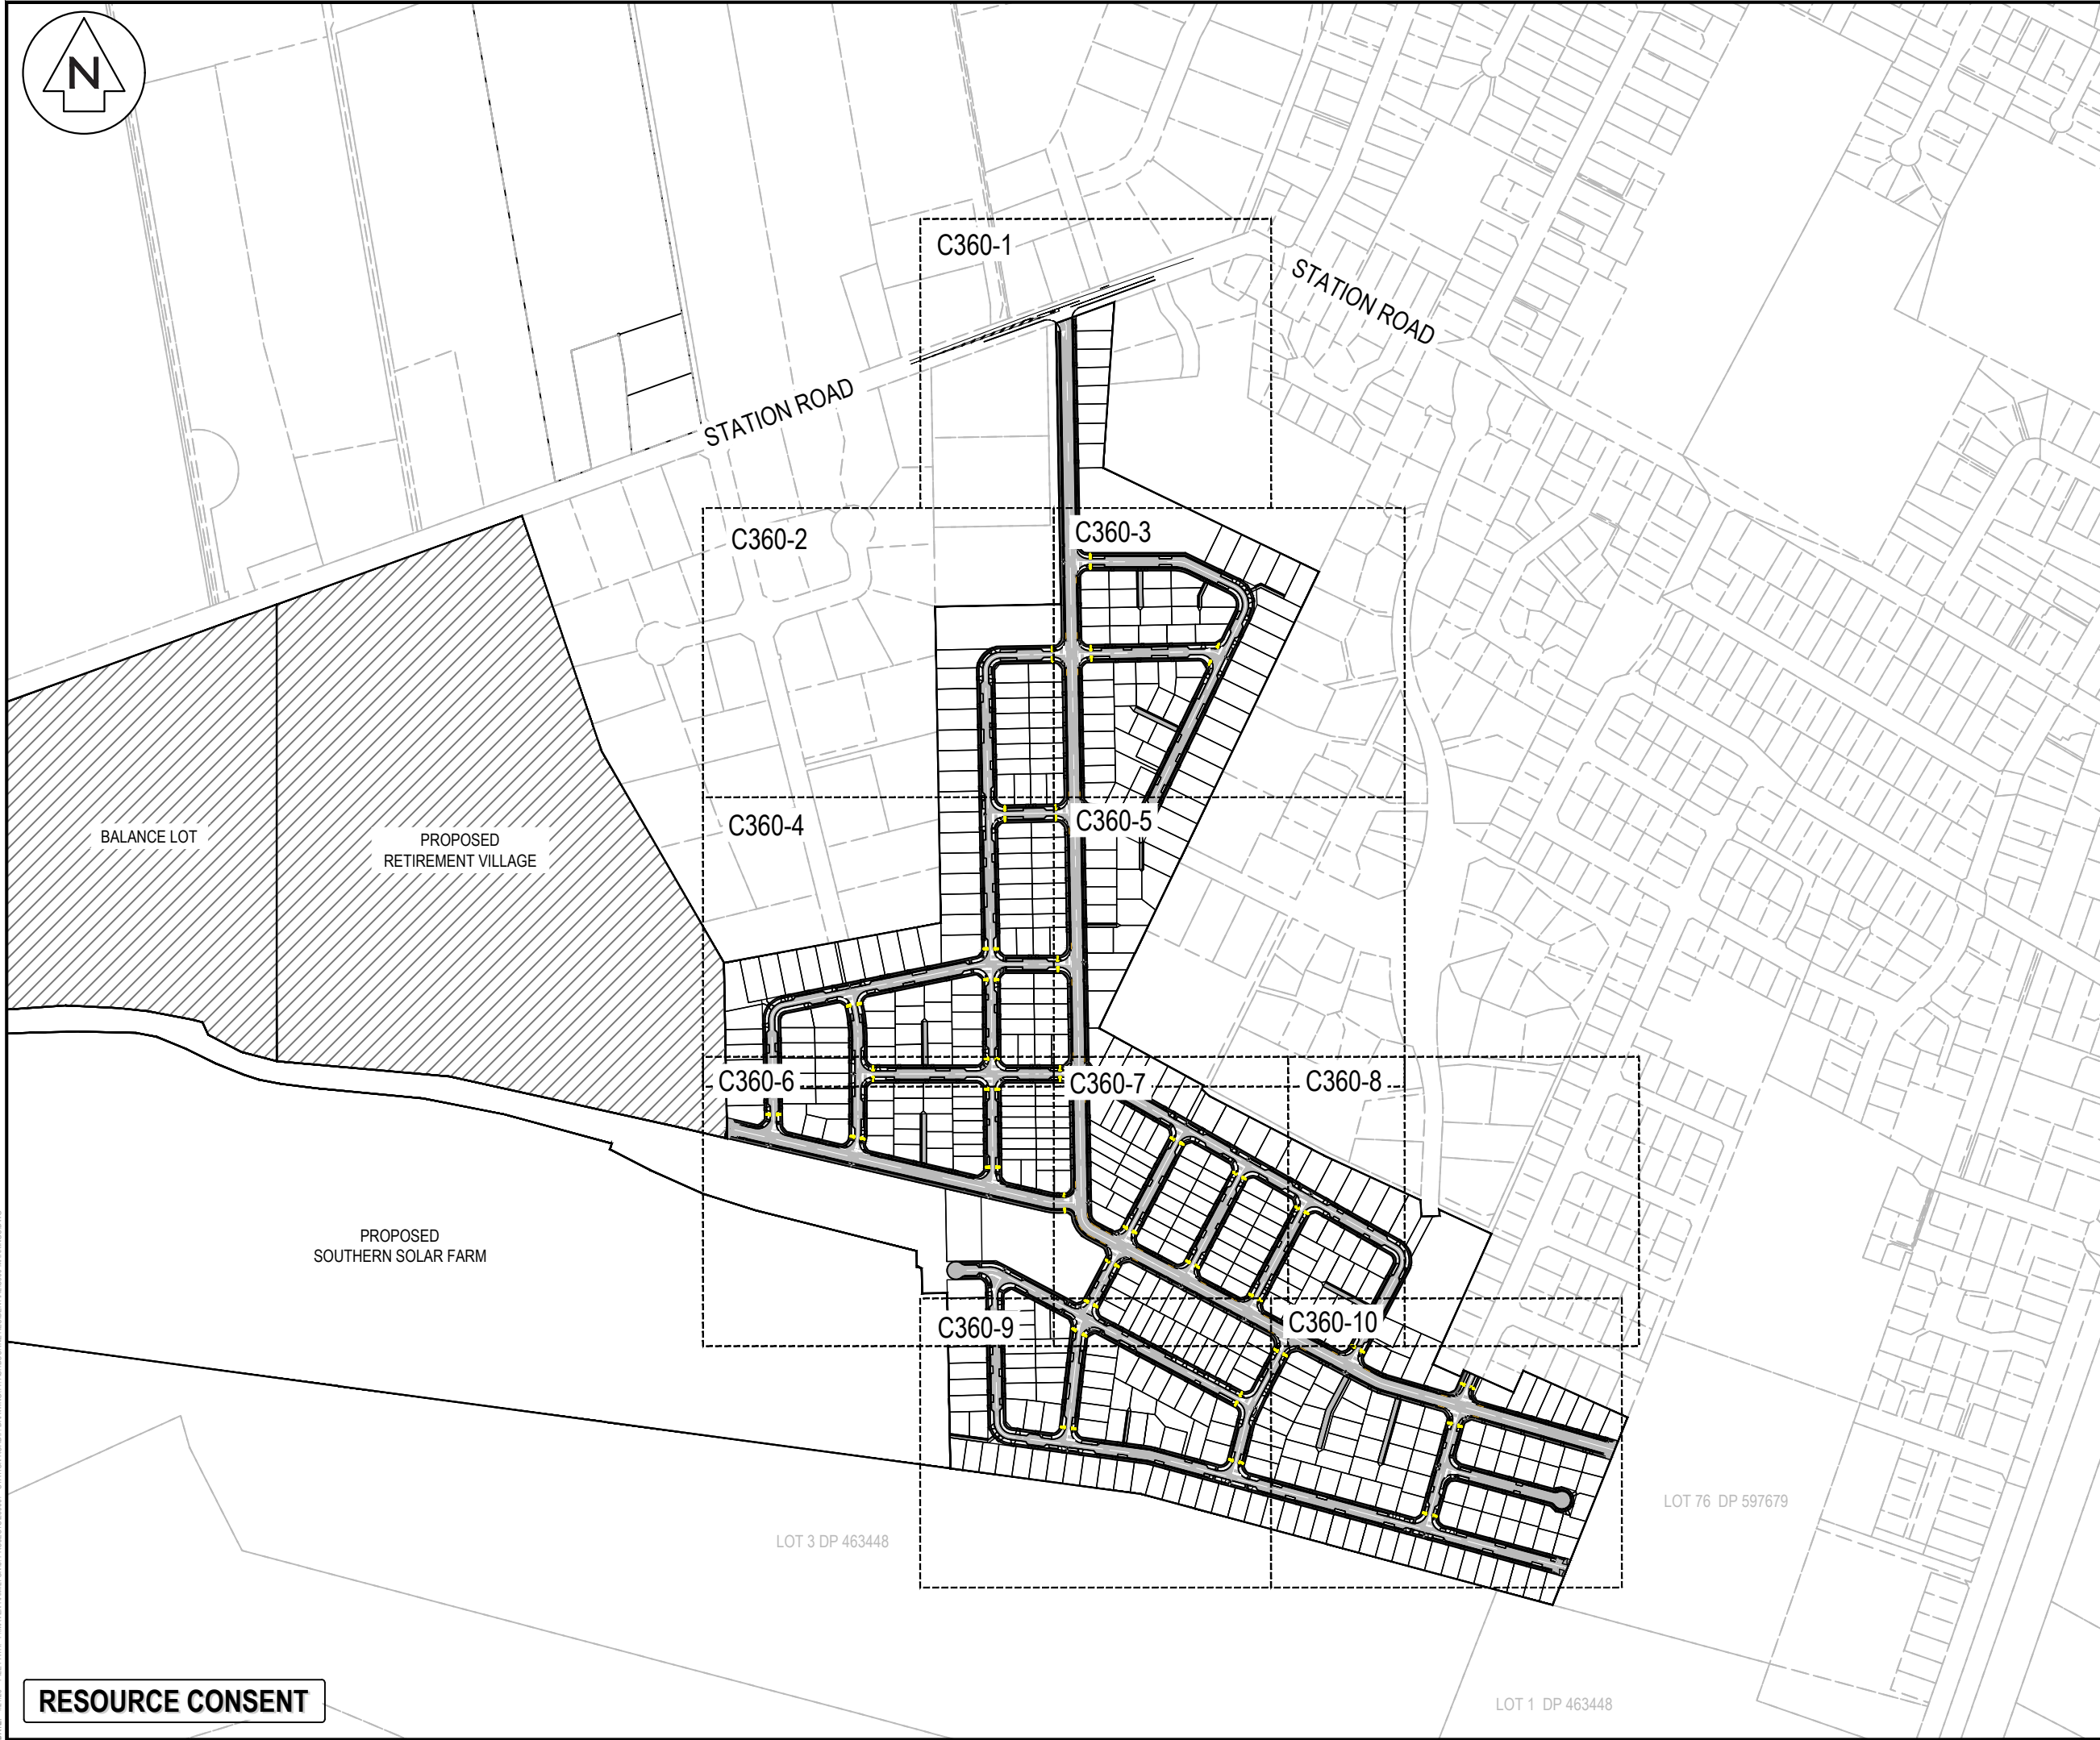 N
C360-1
STATION ROAD
STATION ROAD
C360-2
C360-3
C360-4
C360-5
BALANCE LOT
PROPOSED
RETIREMENT VILLAGE
C360-6
C360-7
C360-8
PROPOSED
SOUTHERN SOLAR FARM
C360-9
C360-10
LOT 76 DP 597679
LOT 3 DP 463448
RESOURCE CONSENT
LOT 1 DP 463448